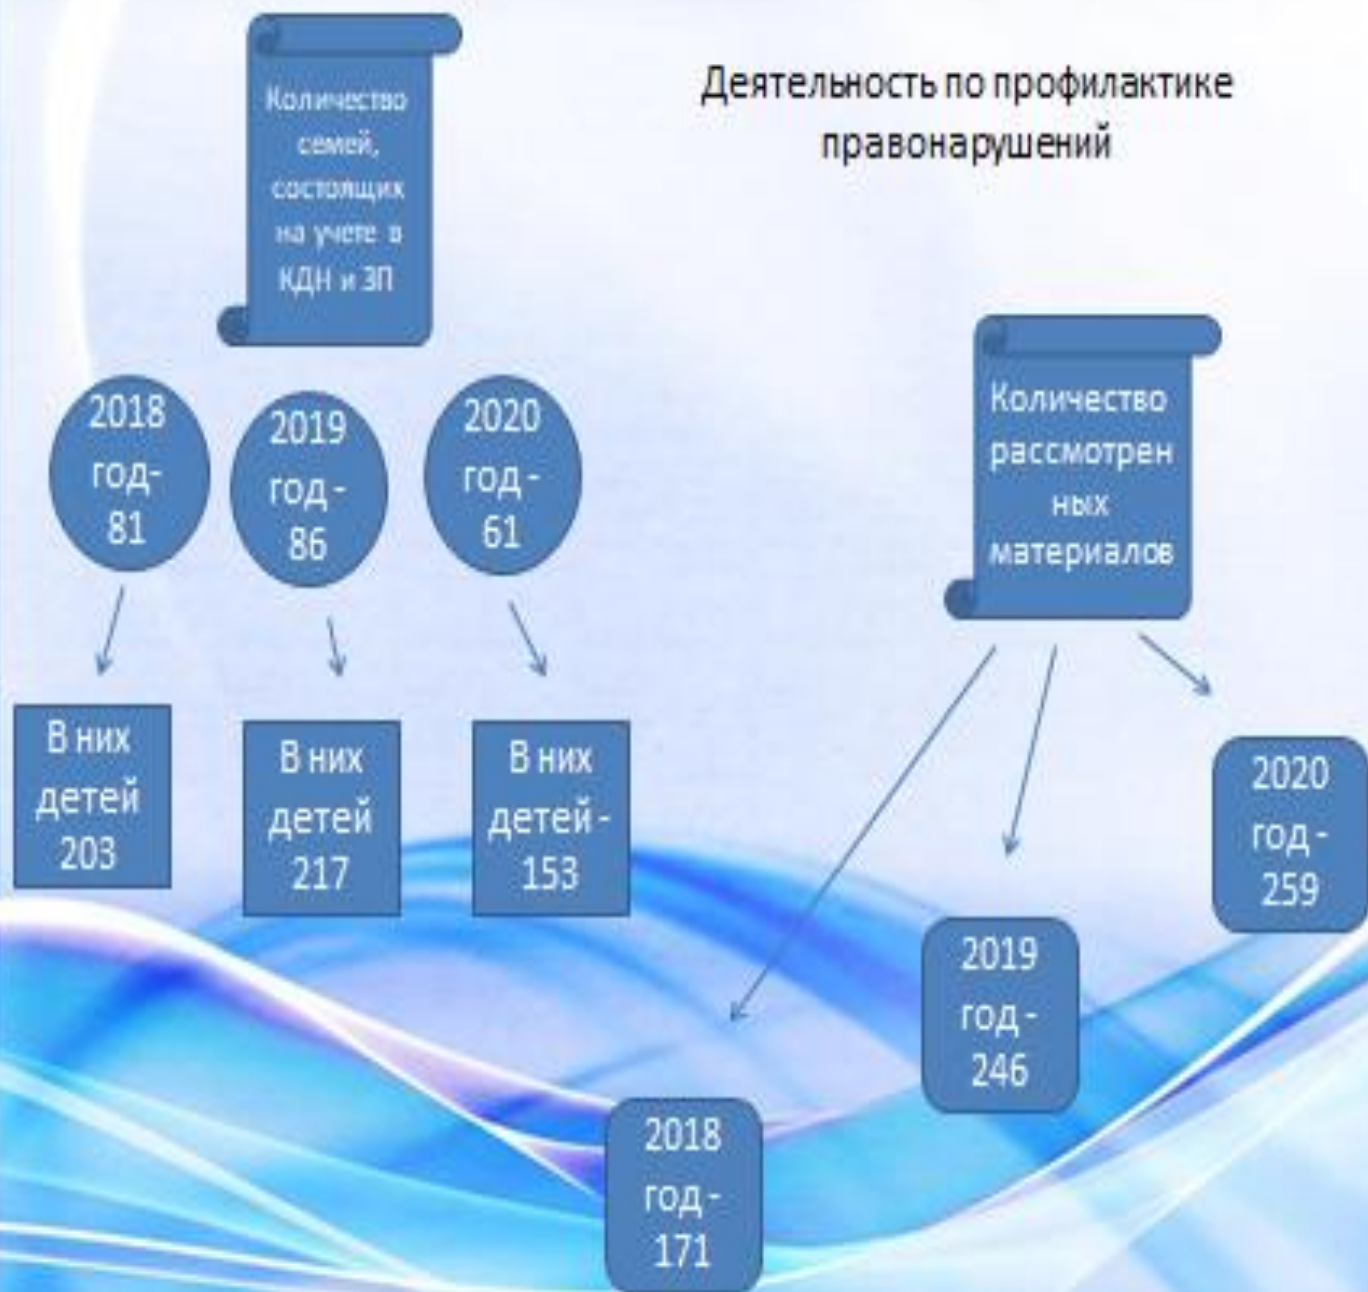 Количество
семей,
состоящих
на учете в
КДН и ЗП
Деятельность по профилактике
правонарушений
2018
год-
81
2019
год -
86
2020
год -
61
В них
детей
203
В них
детей
217
В них
детей -
153
Количество
рассмотрен
ных
материалов
2018
год -
171
2019
год -
246
2020
год -
259